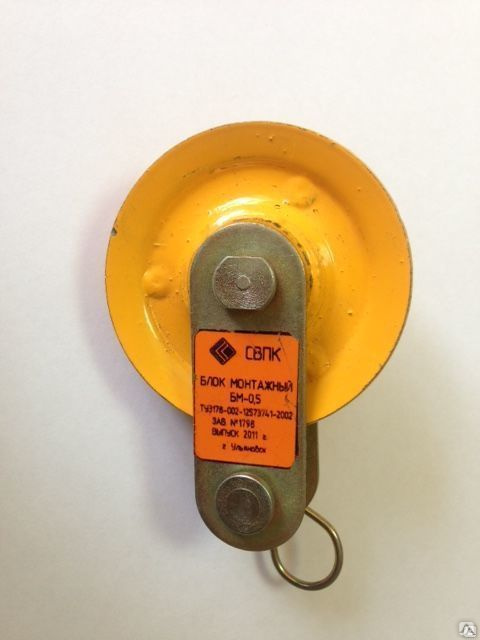 СВПК
БЛОК МОНТАЖНЫЙ
БМ-0,5
ТУ3178-002-12573741-2002
ЗАВ №1798
ВЫПУСК 2011 г.
г Ульяновск